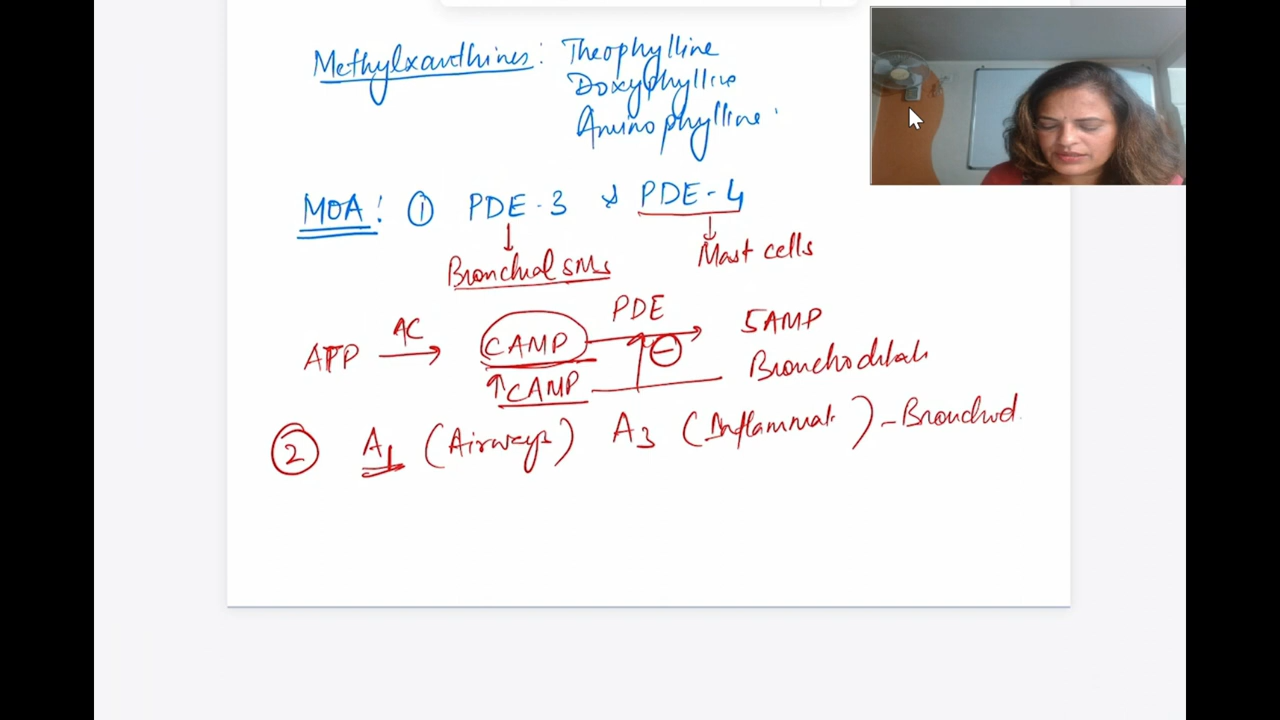 Methylxanthines: Theophylline
Doxyphylline
Aminophylline
MOA: ① PDE-3 & PDE-4
Bronchial SMs Mast cells
ATP AC CAMP PDE 5AMP
↑CAMP Bronchodilat
② A1 (Airways) A3 (Inflammat) - Bronchod.